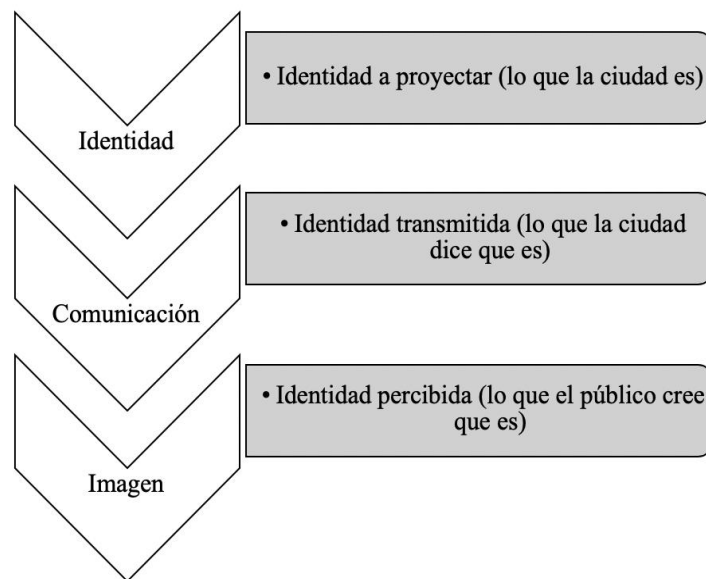 • Identidad a proyectar (lo que la ciudad es)
Identidad
• Identidad transmitida (lo que la ciudad
dice que es)
Comunicación
• Identidad percibida (lo que el público cree
que es)
Imagen